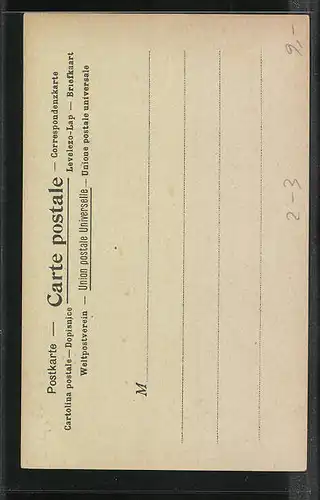 Postkarte — Carte postale — Correspondenzkarte
Cartolina postale — Dopisnice Levelezo-Lap — Briefkaart
Weltpostverein — Union postale Universelle — Unione postale universale
M
2-3
9,-